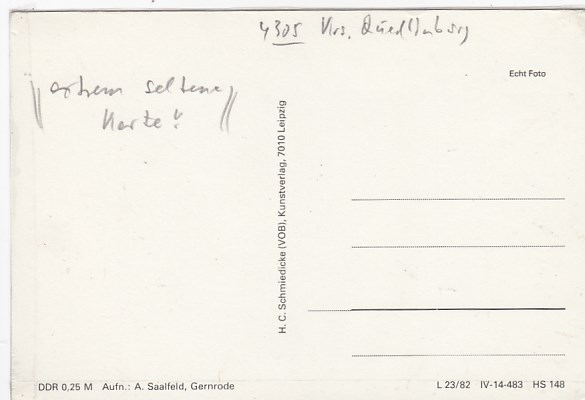 4305 Krs. Quedlinburg
Echt Foto
extrem seltene
Karte!!
H. C. Schmiedicke (VOB), Kunstverlag, 7010 Leipzig
DDR 0,25 M Aufn.: A. Saalfeld, Gernrode
L 23/82 IV-14-483 HS 148